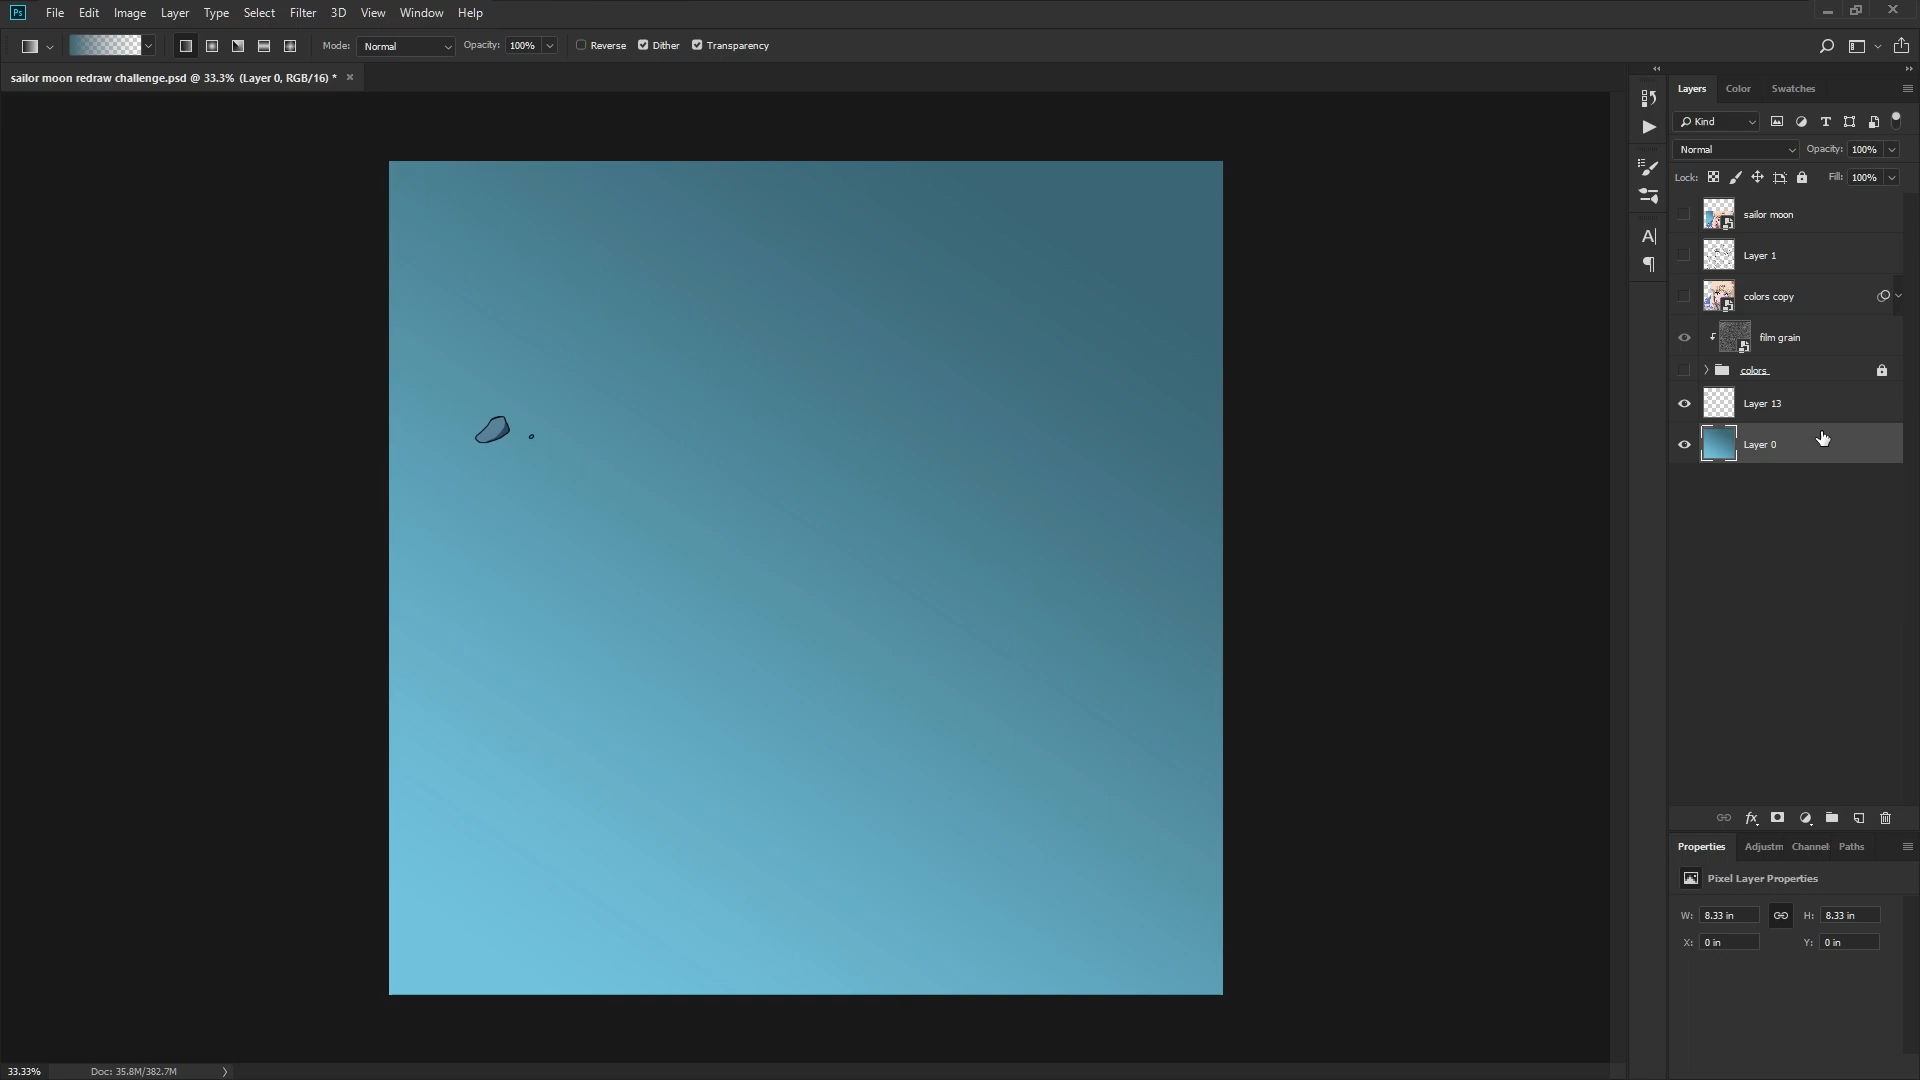 Ps File Edit Image Layer Type Select Filter 3D View Window Help
Mode: Normal Opacity: 100% Reverse Dither Transparency
sailor moon redraw challenge.psd @ 33.3% (Layer 0, RGB/16) * ×
Layers Color Swatches
Kind
Normal Opacity: 100%
Lock: Fill: 100%
sailor moon
Layer 1
colors copy
film grain
colors
Layer 13
Layer 0
fx
Properties Adjustm Channel Paths
Pixel Layer Properties
W: 8.33 in H: 8.33 in
X: 0 in Y: 0 in
33.33% Doc: 35.8M/382.7M